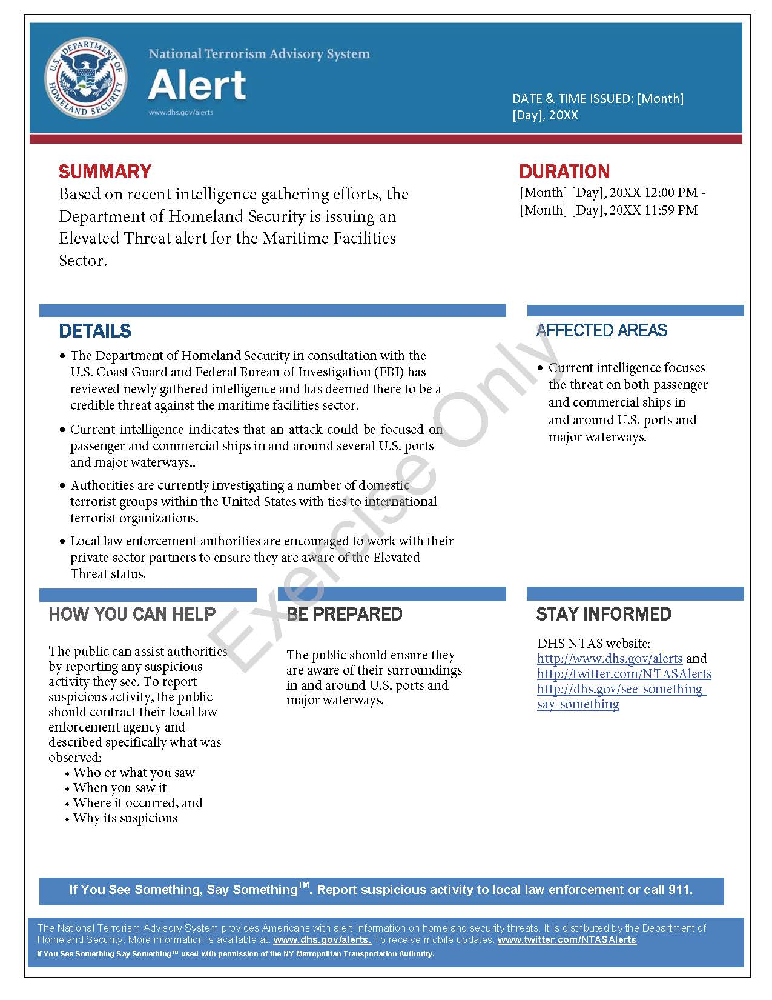 U.S. DEPARTMENT OF HOMELAND SECURITY
National Terrorism Advisory System
Alert
www.dhs.gov/alerts
DATE & TIME ISSUED: [Month]
[Day], 20XX
SUMMARY
Based on recent intelligence gathering efforts, the
Department of Homeland Security is issuing an
Elevated Threat alert for the Maritime Facilities
Sector.
DURATION
[Month] [Day], 20XX 12:00 PM -
[Month] [Day], 20XX 11:59 PM
DETAILS
• The Department of Homeland Security in consultation with the
U.S. Coast Guard and Federal Bureau of Investigation (FBI) has
reviewed newly gathered intelligence and has deemed there to be a
credible threat against the maritime facilities sector.
• Current intelligence indicates that an attack could be focused on
passenger and commercial ships in and around several U.S. ports
and major waterways..
• Authorities are currently investigating a number of domestic
terrorist groups within the United States with ties to international
terrorist organizations.
• Local law enforcement authorities are encouraged to work with their
private sector partners to ensure they are aware of the Elevated
Threat status.
AFFECTED AREAS
• Current intelligence focuses
the threat on both passenger
and commercial ships in
and around U.S. ports and
major waterways.
Exercise Only
HOW YOU CAN HELP
The public can assist authorities
by reporting any suspicious
activity they see. To report
suspicious activity, the public
should contract their local law
enforcement agency and
described specifically what was
observed:
• Who or what you saw
• When you saw it
• Where it occurred; and
• Why its suspicious
BE PREPARED
The public should ensure they
are aware of their surroundings
in and around U.S. ports and
major waterways.
STAY INFORMED
DHS NTAS website:
http://www.dhs.gov/alerts and
http://twitter.com/NTASAlerts
http://dhs.gov/see-something-
say-something
If You See Something, Say Something™. Report suspicious activity to local law enforcement or call 911.
The National Terrorism Advisory System provides Americans with alert information on homeland security threats. It is distributed by the Department of
Homeland Security. More information is available at: www.dhs.gov/alerts. To receive mobile updates: www.twitter.com/NTASAlerts
If You See Something Say Something™ used with permission of the NY Metropolitan Transportation Authority.